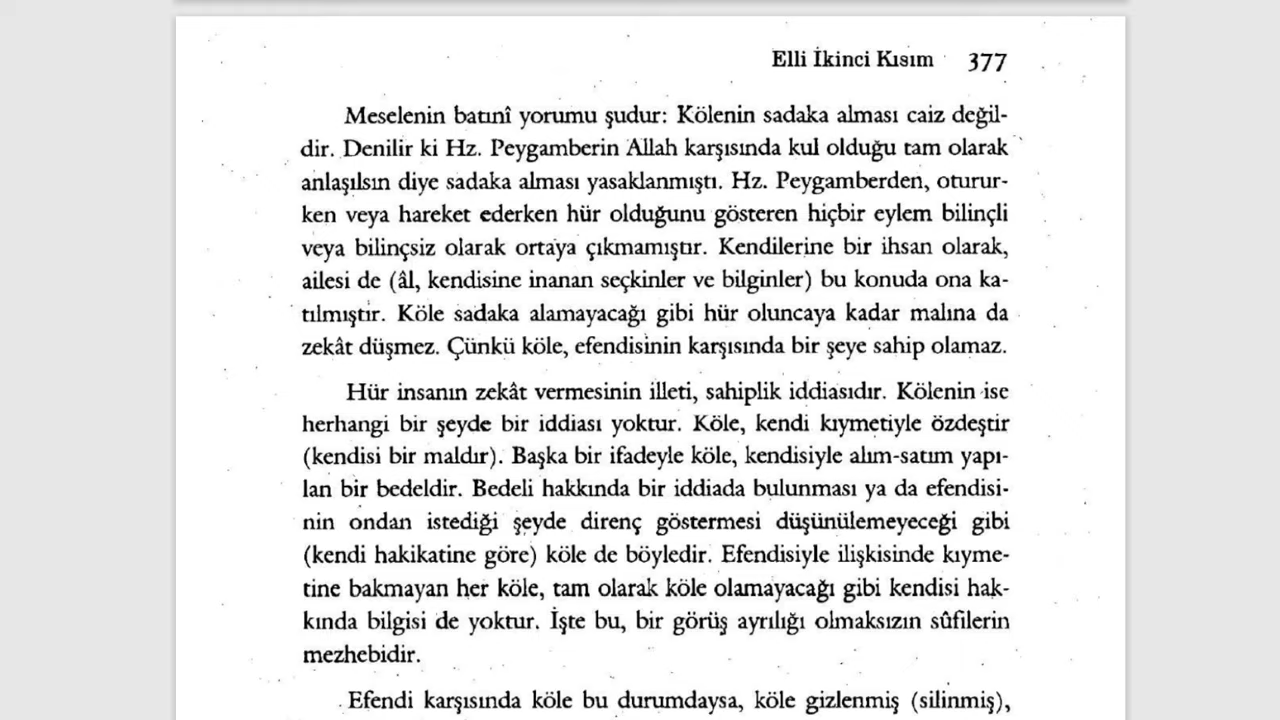 Elli İkinci Kısım 377
Meselenin batınî yorumu şudur: Kölenin sadaka alması caiz değil-
dir. Denilir ki Hz. Peygamberin Allah karşısında kul olduğu tam olarak
anlaşılsın diye sadaka alması yasaklanmıştı. Hz. Peygamberden, oturur-
ken veya hareket ederken hür olduğunu gösteren hiçbir eylem bilinçli
veya bilinçsiz olarak ortaya çıkmamıştır. Kendilerine bir ihsan olarak,
ailesi de (âl, kendisine inanan seçkinler ve bilginler) bu konuda ona ka-
tılmıştir. Köle sadaka alamayacağı gibi hür oluncaya kadar malına da
zekât düşmez. Çünkü köle, efendisinin karşısında bir şeye sahip olamaz.
Hür insanın zekât vermesinin illeti, sahiplik iddiasıdır. Kölenin ise
herhangi bir şeyde bir iddiası yoktur. Köle, kendi kıymetiyle özdeştir
(kendisi bir maldır). Başka bir ifadeyle köle, kendisiyle alım-satım yapı-
lan bir bedeldir. Bedeli hakkında bir iddiada bulunması ya da efendisi-
nin ondan istediği şeyde direnç göstermesi düşünülemeyeceği gibi
(kendi hakikatine göre) köle de böyledir. Efendisiyle ilişkisinde kıyme-
tine bakmayan her köle, tam olarak köle olamayacağı gibi kendisi hak-
kında bilgisi de yoktur. İşte bu, bir görüş ayrılığı olmaksızın sûfilerin
mezhebidir.
Efendi karşısında köle bu durumdaysa, köle gizlenmiş (silinmiş),